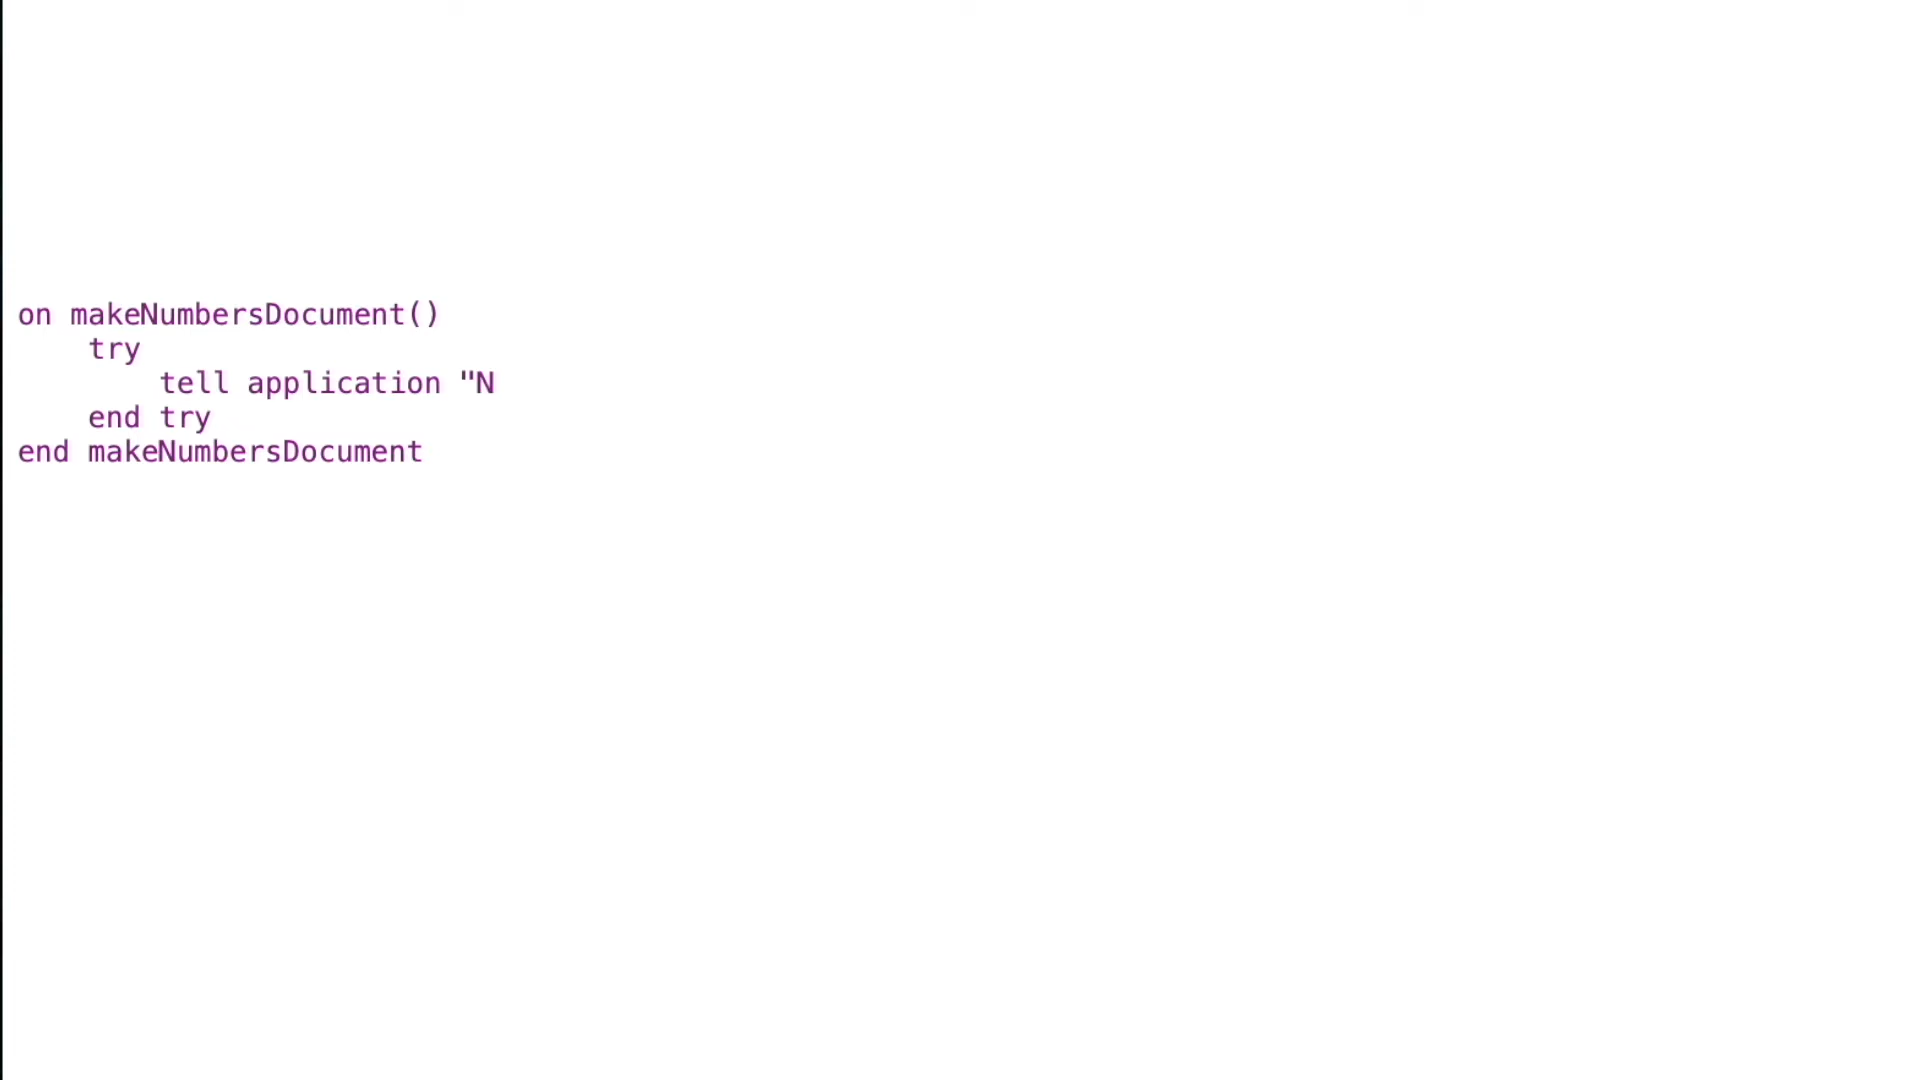 on makeNumbersDocument()
    try
        tell application "N
    end try
end makeNumbersDocument